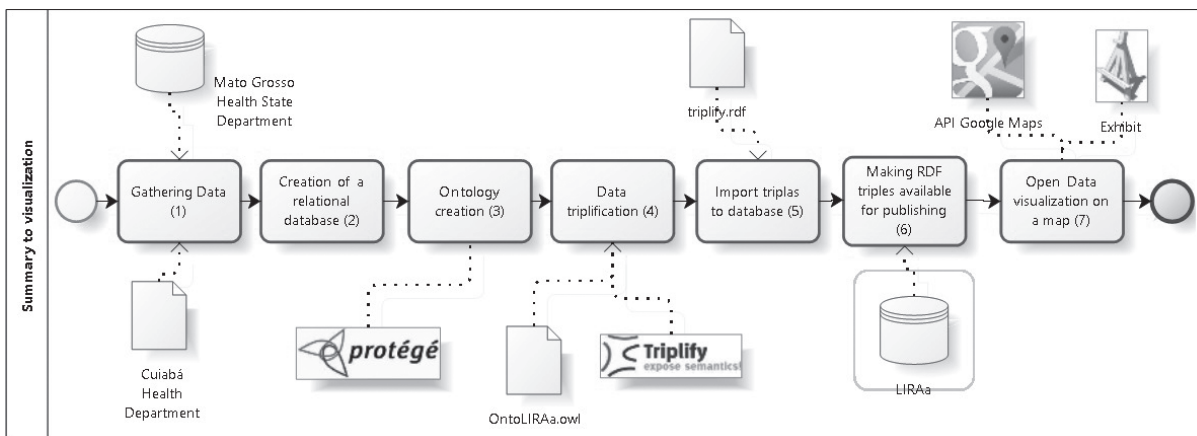 Summary to visualization
Mato Grosso
Health State
Department
triplify.rdf
API Google Maps
Exhibit
Gathering Data
(1)
Creation of a
relational
database (2)
Ontology
creation (3)
Data
triplification (4)
Import triplas
to database (5)
Making RDF
triples available
for publishing
(6)
Open Data
visualization on
a map (7)
Cuiabá
Health
Department
protégé
OntoLIRAa.owl
Triplify
expose semantics!
LIRAa